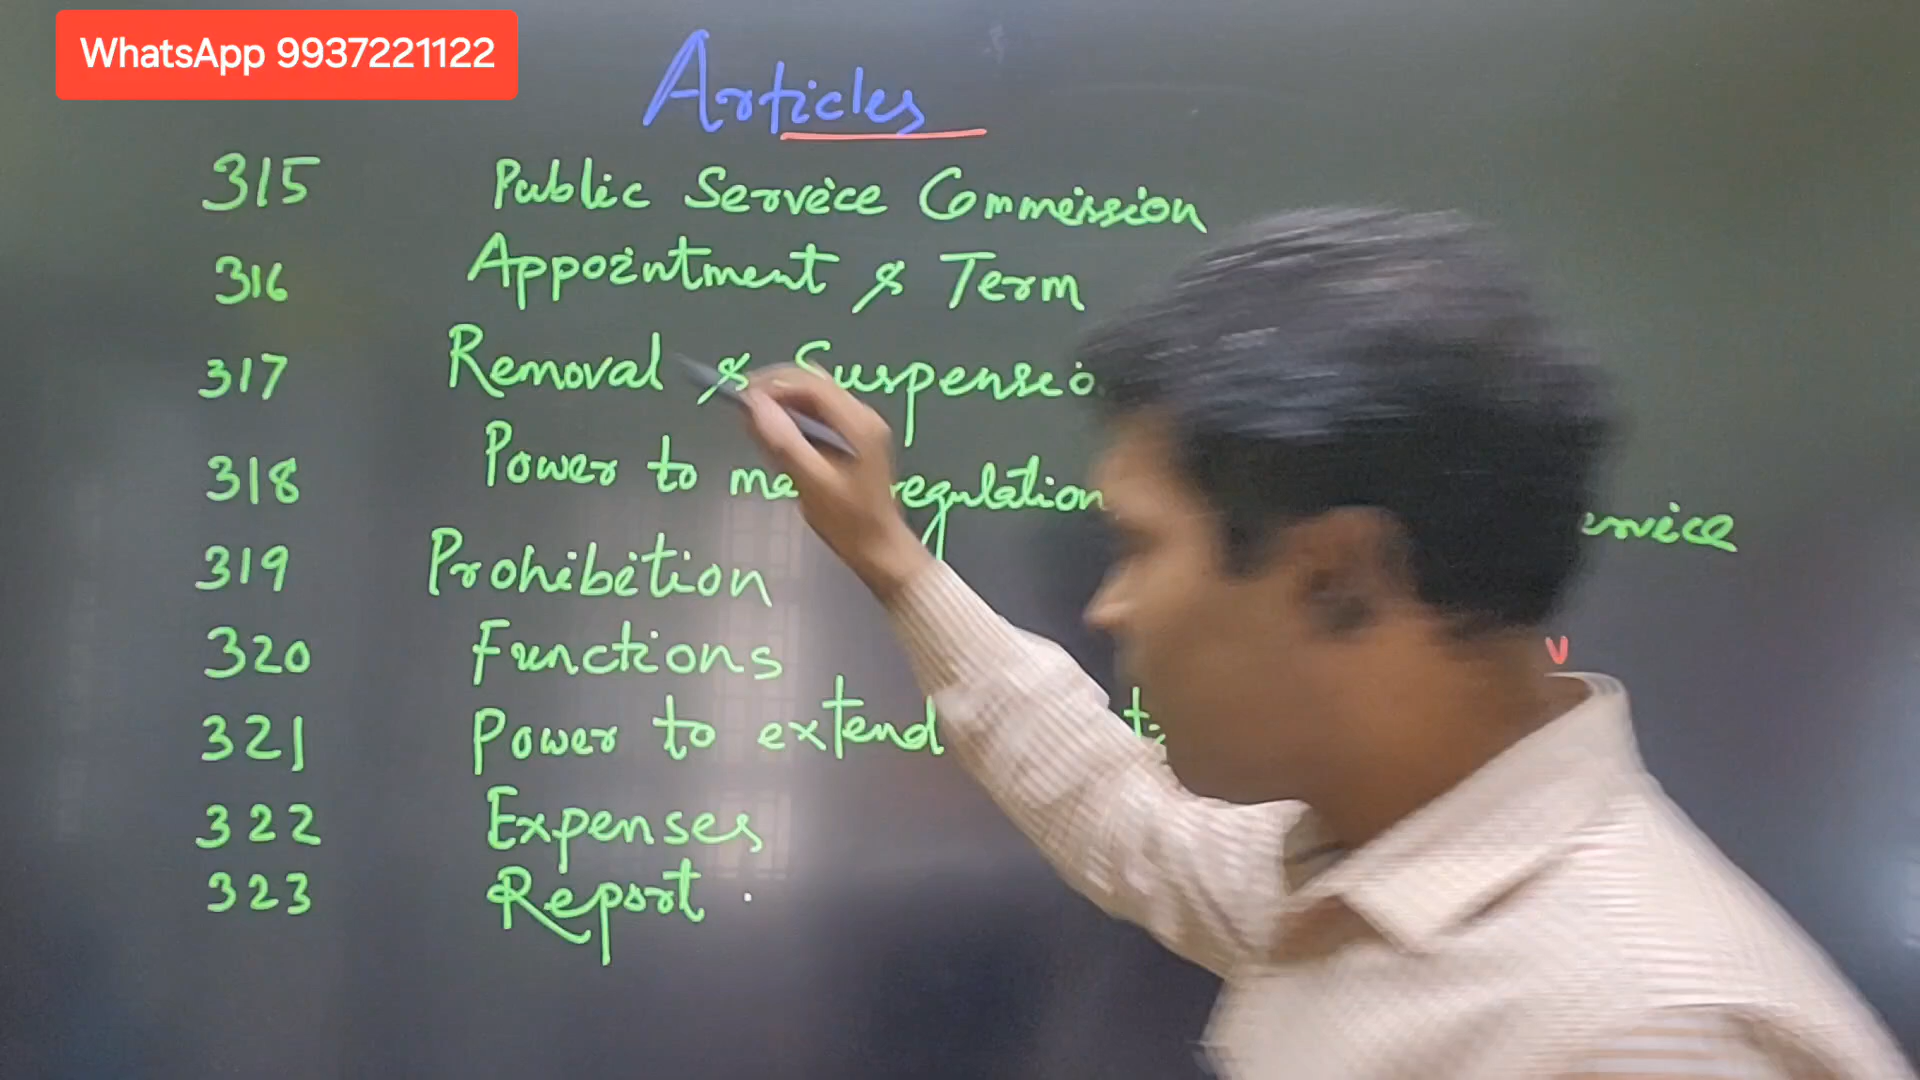 WhatsApp 9937221122
Articles
315 Public Service Commission
316 Appointment & Term
317 Removal & Suspensio
318 Power to ma regulation ervice
319 Prohibition
320 Functions
321 Power to extend
322 Expenses
323 Report .